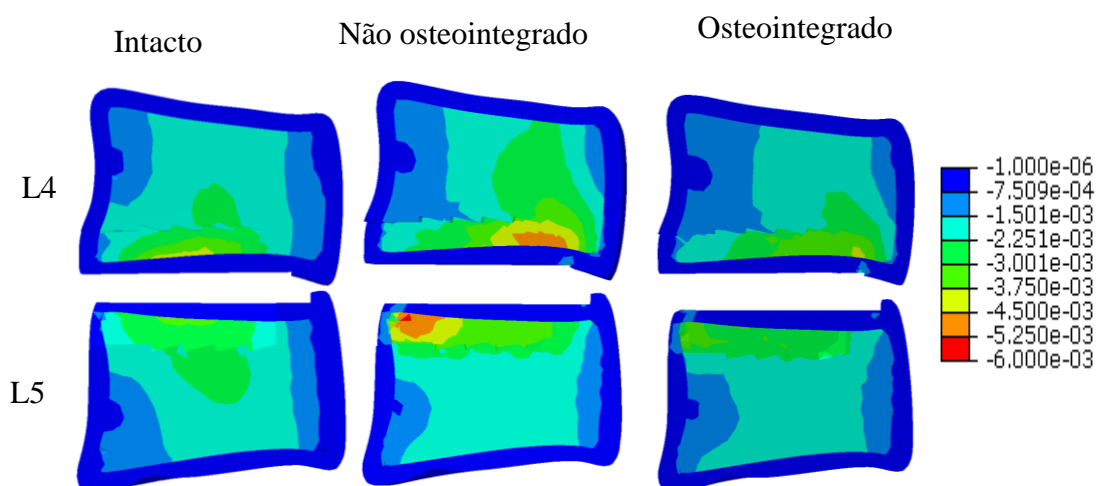 Intacto
Não osteointegrado
Osteointegrado
L4
L5
-1.000e-06
-7.509e-04
-1.501e-03
-2.251e-03
-3.001e-03
-3.750e-03
-4.500e-03
-5.250e-03
-6.000e-03